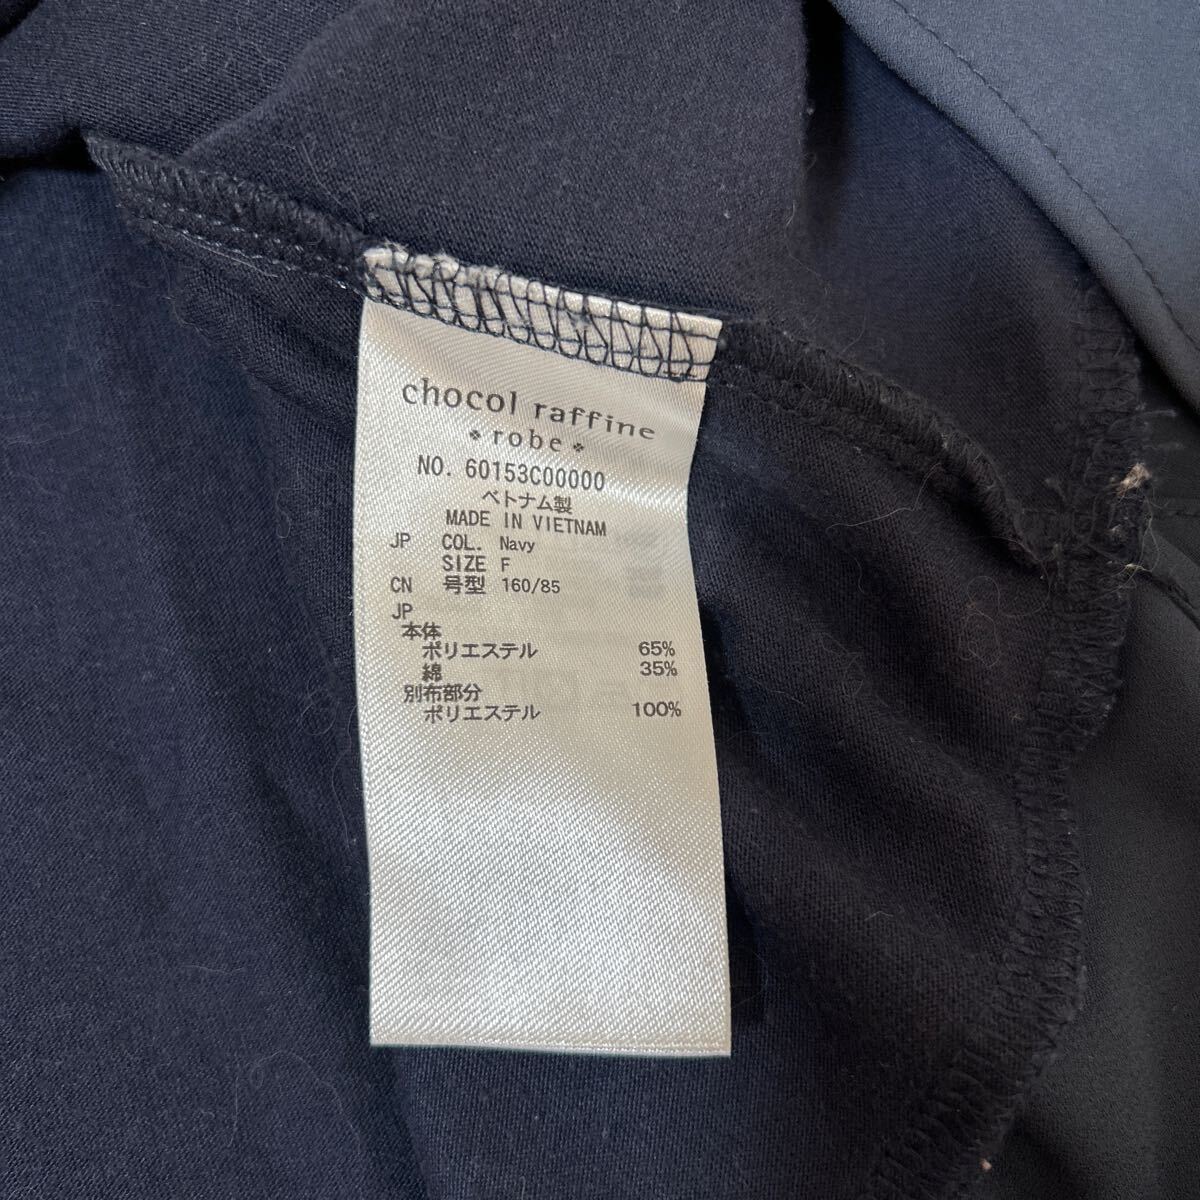 chocol raffine
robe
NO. 60153C00000
ベトナム製
MADE IN VIETNAM
JP COL. Navy
SIZE F
CN 号型 160/85
JP
本体
ポリエステル 65%
綿 35%
別布部分
ポリエステル 100%